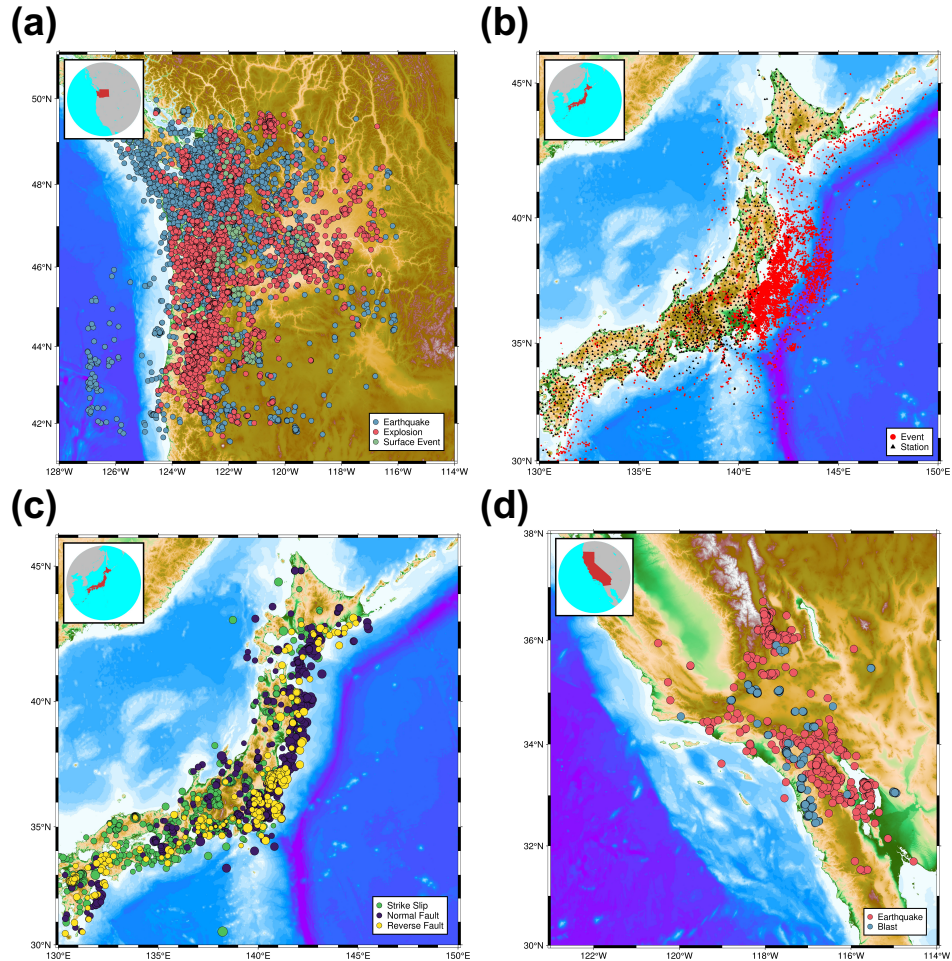 (a)
50°N
48°N
46°N
44°N
42°N
128°W 126°W 124°W 122°W 120°W 118°W 116°W 114°W
Earthquake
Explosion
Surface Event
(b)
45°N
40°N
35°N
30°N
130°E 135°E 140°E 145°E 150°E
Event
Station
(c)
45°N
40°N
35°N
30°N
130°E 135°E 140°E 145°E 150°E
Strike Slip
Normal Fault
Reverse Fault
(d)
38°N
36°N
34°N
32°N
30°N
122°W 120°W 118°W 116°W 114°W
Earthquake
Blast